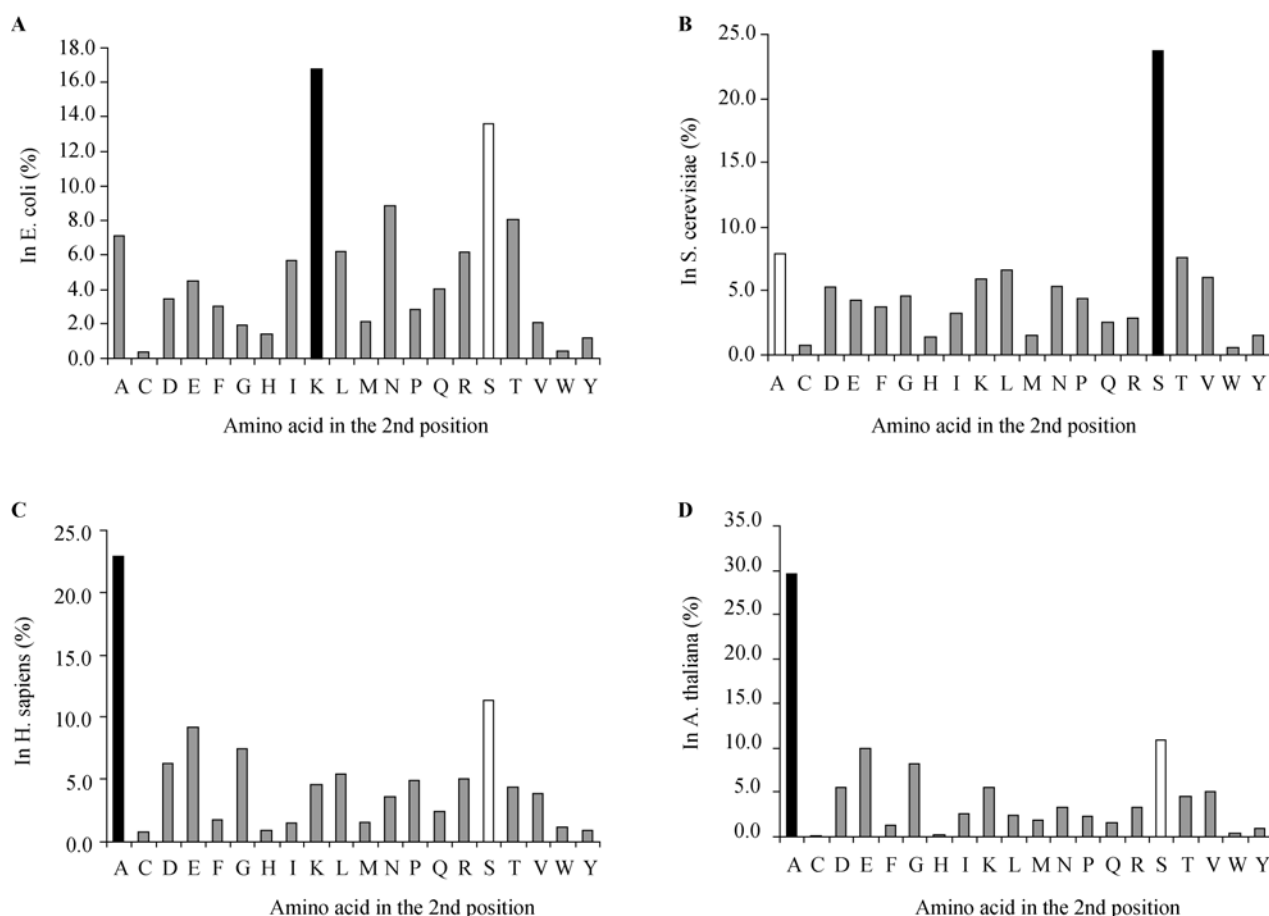 A
18.0
16.0
14.0
12.0
10.0
8.0
6.0
4.0
2.0
0.0
In E. coli (%)
A C D E F G H I K L M N P Q R S T V W Y
Amino acid in the 2nd position
B
25.0
20.0
15.0
10.0
5.0
0.0
In S. cerevisiae (%)
A C D E F G H I K L M N P Q R S T V W Y
Amino acid in the 2nd position
C
25.0
20.0
15.0
10.0
5.0
0.0
In H. sapiens (%)
A C D E F G H I K L M N P Q R S T V W Y
Amino acid in the 2nd position
D
35.0
30.0
25.0
20.0
15.0
10.0
5.0
0.0
In A. thaliana (%)
A C D E F G H I K L M N P Q R S T V W Y
Amino acid in the 2nd position